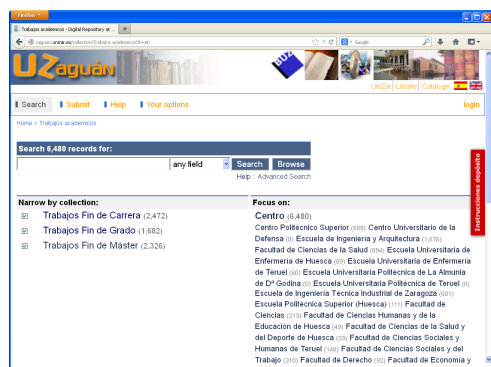 Firefox
Trabajos academicos - Digital Repository at ...
zaguan.unizar.es/collection/Trabajos academicos?ln=en
Google
UZaguán
BUZ
UniZar | Library | Catáloge
Search Submit Help Your options
login
Home > Trabajos academicos
Search 6,480 records for:
any field Search Browse
Help :: Advanced Search
Instrucciones depósito
Narrow by collection:
Trabajos Fin de Carrera (2,472)
Trabajos Fin de Grado (1,682)
Trabajos Fin de Máster (2,326)
Focus on:
Centro (6,480)
Centro Politécnico Superior (605) Centro Universitario de la
Defensa (0) Escuela de Ingeniería y Arquitectura (1,676)
Facultad de Ciencias de la Salud (894) Escuela Universitaria de
Enfermería de Huesca (89) Escuela Universitaria de Enfermería
de Teruel (60) Escuela Universitaria Politécnica de La Almunia
de Dª Godina (0) Escuela Universitaria Politécnica de Teruel (0)
Escuela de Ingeniería Técnica Industrial de Zaragoza (601)
Escuela Politécnica Superior (Huesca) (111) Facultad de
Ciencias (213) Facultad de Ciencias Humanas y de la
Educación de Huesca (49) Facultad de Ciencias de la Salud y
del Deporte de Huesca (33) Facultad de Ciencias Sociales y
Humanas de Teruel (146) Facultad de Ciencias Sociales y del
Trabajo (310) Facultad de Derecho (92) Facultad de Economía y